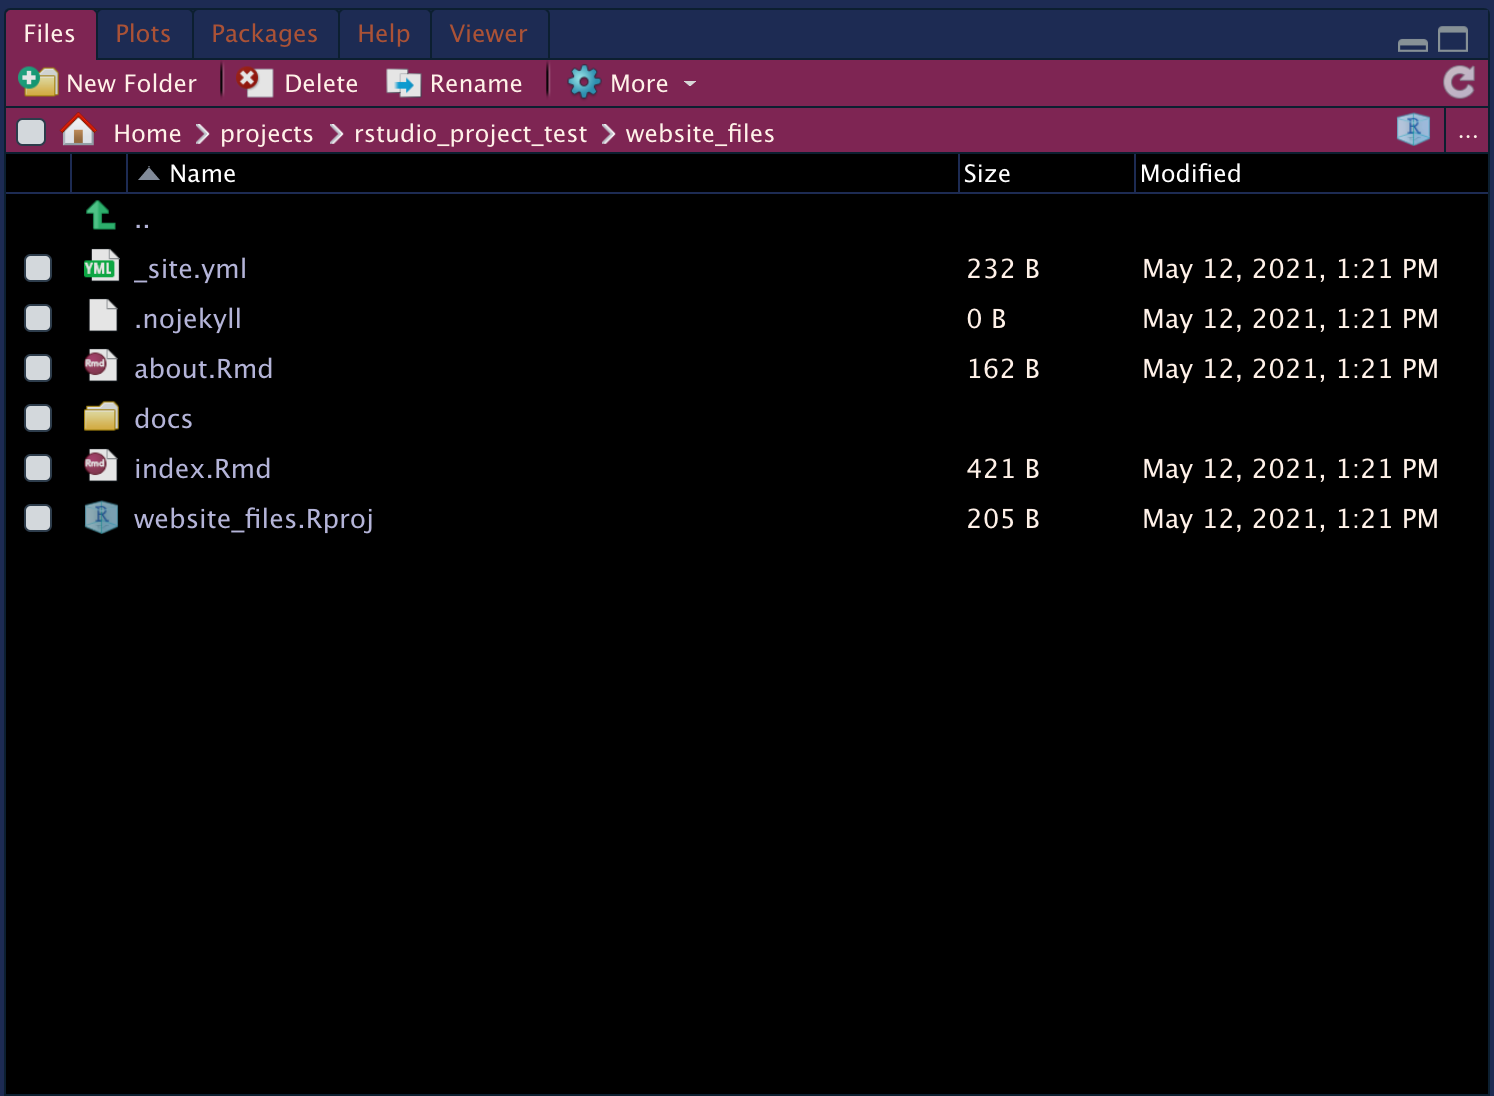 Files Plots Packages Help Viewer
New Folder Delete Rename More
Home projects rstudio_project_test website_files R ...
Name Size Modified
..
YML _site.yml 232 B May 12, 2021, 1:21 PM
.nojekyll 0 B May 12, 2021, 1:21 PM
Rmd about.Rmd 162 B May 12, 2021, 1:21 PM
docs
Rmd index.Rmd 421 B May 12, 2021, 1:21 PM
R website_files.Rproj 205 B May 12, 2021, 1:21 PM